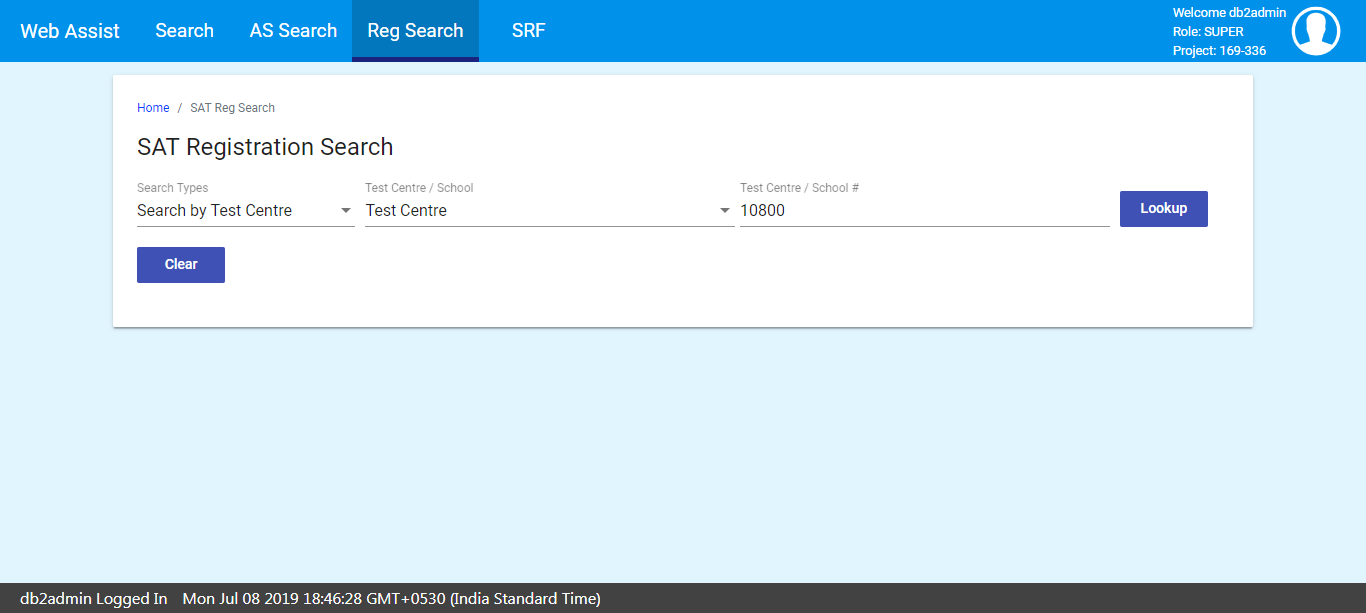 Web Assist Search AS Search Reg Search SRF
Welcome db2admin
Role: SUPER
Project: 169-336
Home / SAT Reg Search
SAT Registration Search
Search Types Test Centre / School Test Centre / School #
Search by Test Centre Test Centre 10800 Lookup
Clear
db2admin Logged In Mon Jul 08 2019 18:46:28 GMT+0530 (India Standard Time)